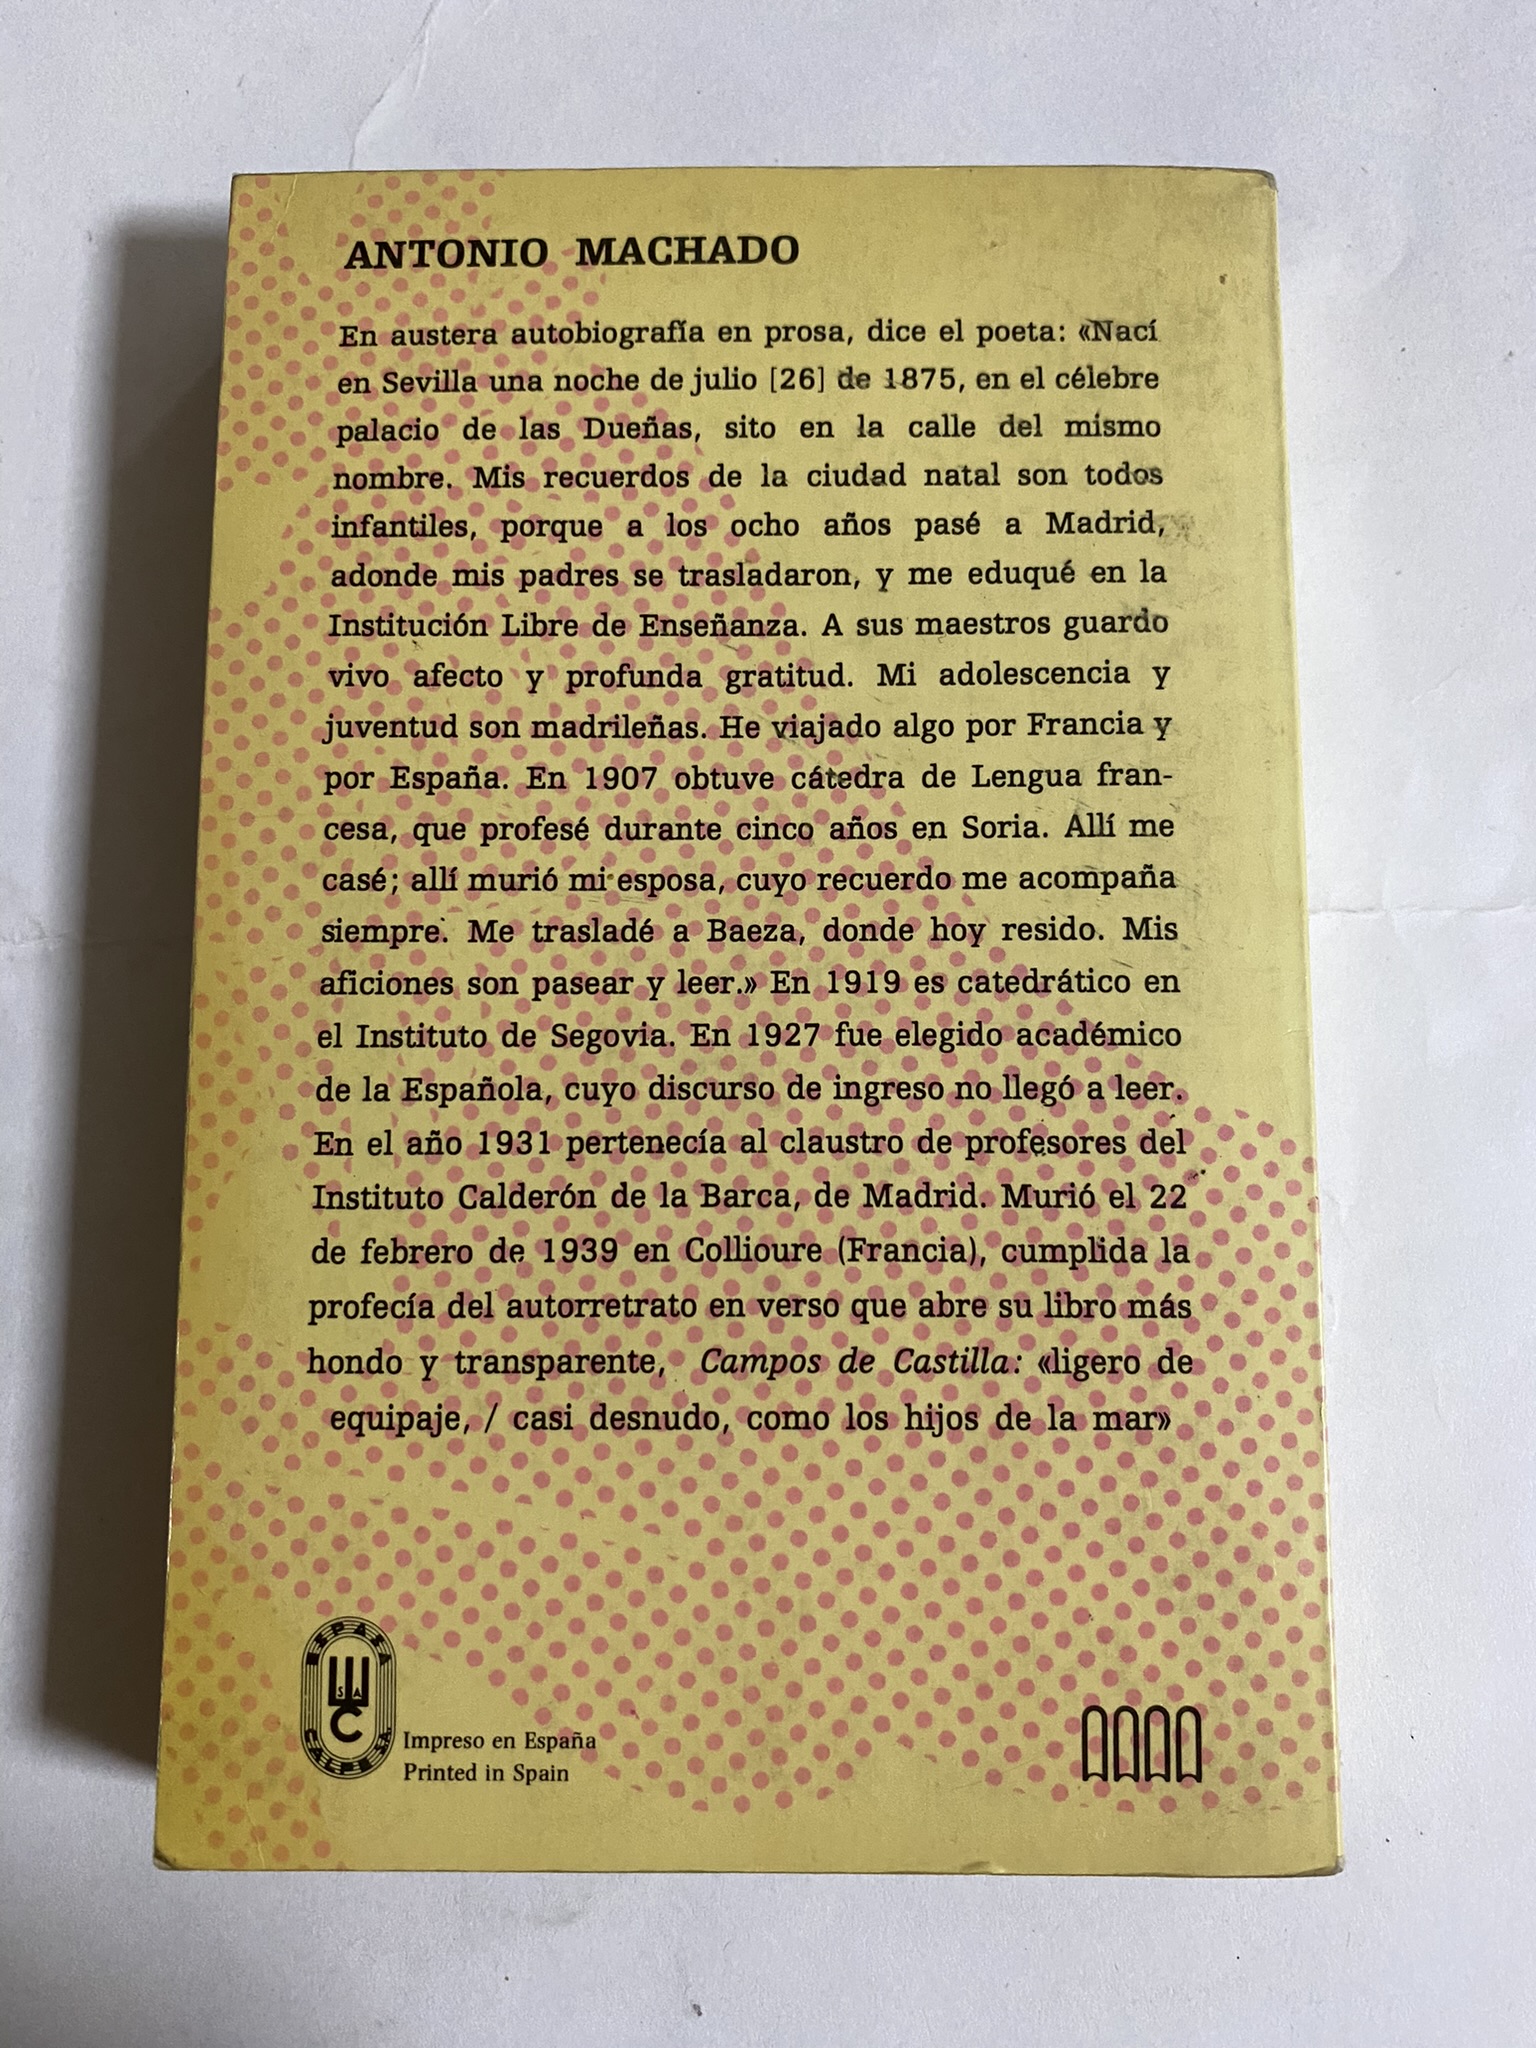 ANTONIO MACHADO
En austera autobiografía en prosa, dice el poeta: «Nací
en Sevilla una noche de julio [26] de 1875, en el célebre
palacio de las Dueñas, sito en la calle del mismo
nombre. Mis recuerdos de la ciudad natal son todos
infantiles, porque a los ocho años pasé a Madrid,
adonde mis padres se trasladaron, y me eduqué en la
Institución Libre de Enseñanza. A sus maestros guardo
vivo afecto y profunda gratitud. Mi adolescencia y
juventud son madrileñas. He viajado algo por Francia y
por España. En 1907 obtuve cátedra de Lengua fran-
cesa, que profesé durante cinco años en Soria. Allí me
casé; allí murió mi esposa, cuyo recuerdo me acompaña
siempre. Me trasladé a Baeza, donde hoy resido. Mis
aficiones son pasear y leer.» En 1919 es catedrático en
el Instituto de Segovia. En 1927 fue elegido académico
de la Española, cuyo discurso de ingreso no llegó a leer.
En el año 1931 pertenecía al claustro de profesores del
Instituto Calderón de la Barca, de Madrid. Murió el 22
de febrero de 1939 en Collioure (Francia), cumplida la
profecía del autorretrato en verso que abre su libro más
hondo y transparente, Campos de Castilla: «ligero de
equipaje, / casi desnudo, como los hijos de la mar»
ESPASA
SA
C
CALPE S.A.
Impreso en España
Printed in Spain